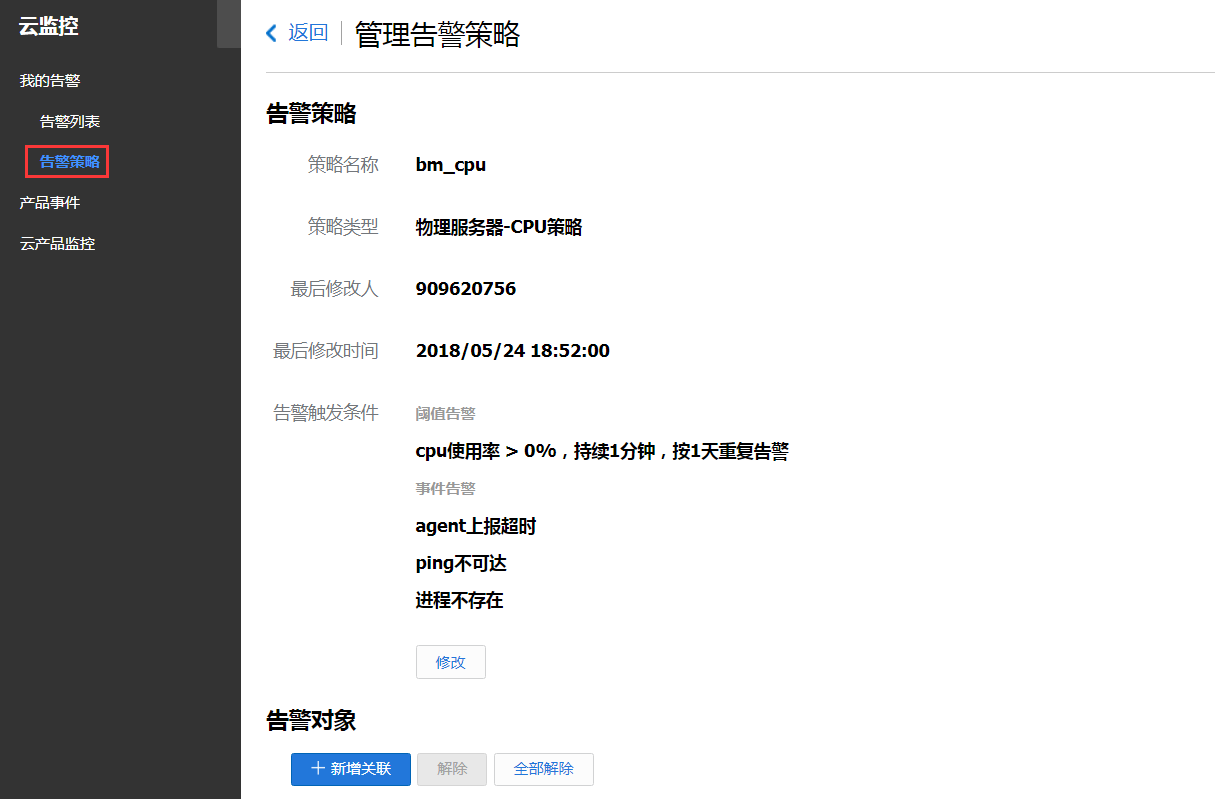 云监控
我的告警
告警列表
告警策略
产品事件
云产品监控
返回 管理告警策略
告警策略
策略名称 bm_cpu
策略类型 物理服务器-CPU策略
最后修改人 909620756
最后修改时间 2018/05/24 18:52:00
告警触发条件 阈值告警
cpu使用率 > 0%，持续1分钟，按1天重复告警
事件告警
agent上报超时
ping不可达
进程不存在
修改
告警对象
＋ 新增关联 解除 全部解除